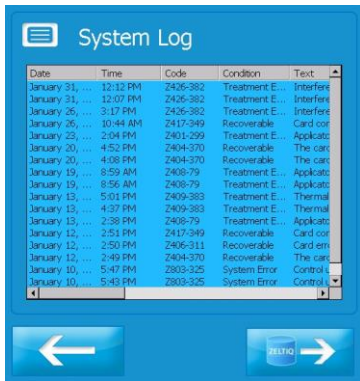 System Log
Date Time Code Condition Text
January 31, ... 12:12 PM Z426-382 Treatment E... Interfere
January 31, ... 12:07 PM Z426-382 Treatment E... Interfere
January 26, ... 3:17 PM Z426-382 Treatment E... Interfere
January 26, ... 10:44 AM Z417-349 Recoverable Card con
January 23, ... 2:04 PM Z401-299 Treatment E... Applicato
January 20, ... 4:52 PM Z404-370 Recoverable The card
January 20, ... 4:08 PM Z404-370 Recoverable The card
January 19, ... 8:59 AM Z408-79 Treatment E... Applicato
January 19, ... 8:56 AM Z408-79 Treatment E... Applicato
January 13, ... 5:01 PM Z409-383 Treatment E... Thermal
January 13, ... 4:37 PM Z409-383 Treatment E... Thermal
January 13, ... 2:38 PM Z408-79 Treatment E... Applicato
January 12, ... 2:51 PM Z417-349 Recoverable Card con
January 12, ... 2:50 PM Z406-311 Recoverable Card erro
January 12, ... 2:49 PM Z404-370 Recoverable The card
January 10, ... 5:47 PM Z803-325 System Error Control u
January 10, ... 5:43 PM Z803-325 System Error Control u
ZELTIQ